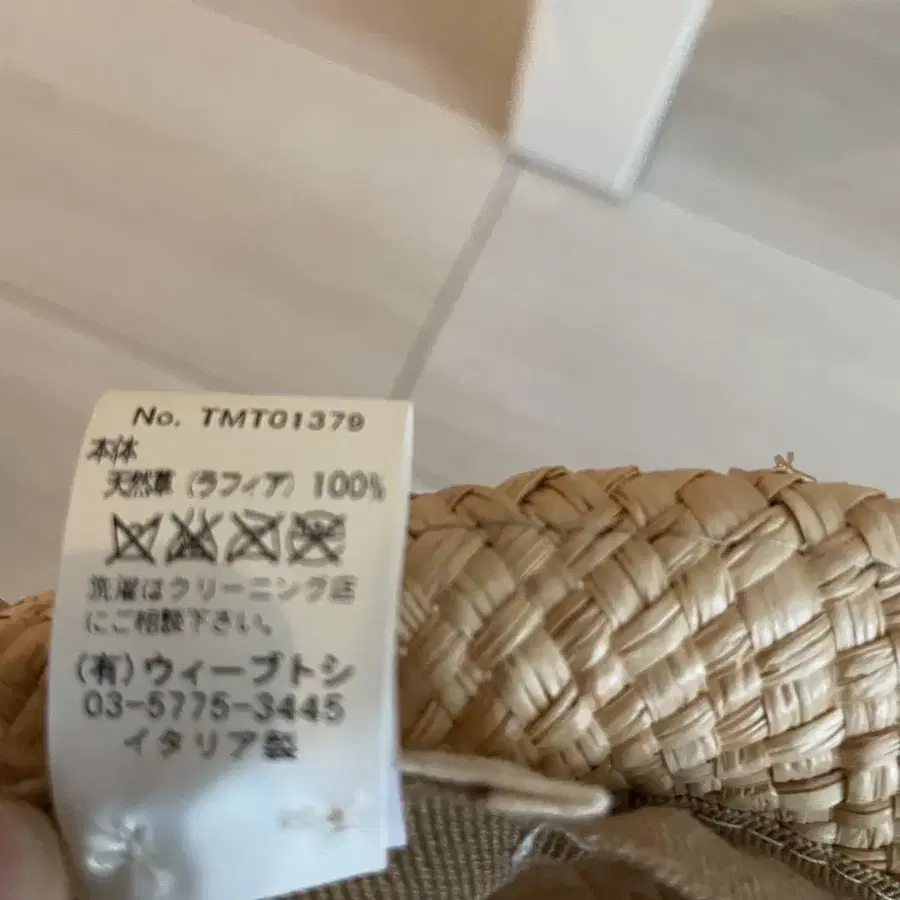 No. TMT01379
本体
天然草 (ラフィア) 100%
洗濯はクリーニング店
にご相談下さい。
(有)ウィーブトシ
03-5775-3445
イタリア製